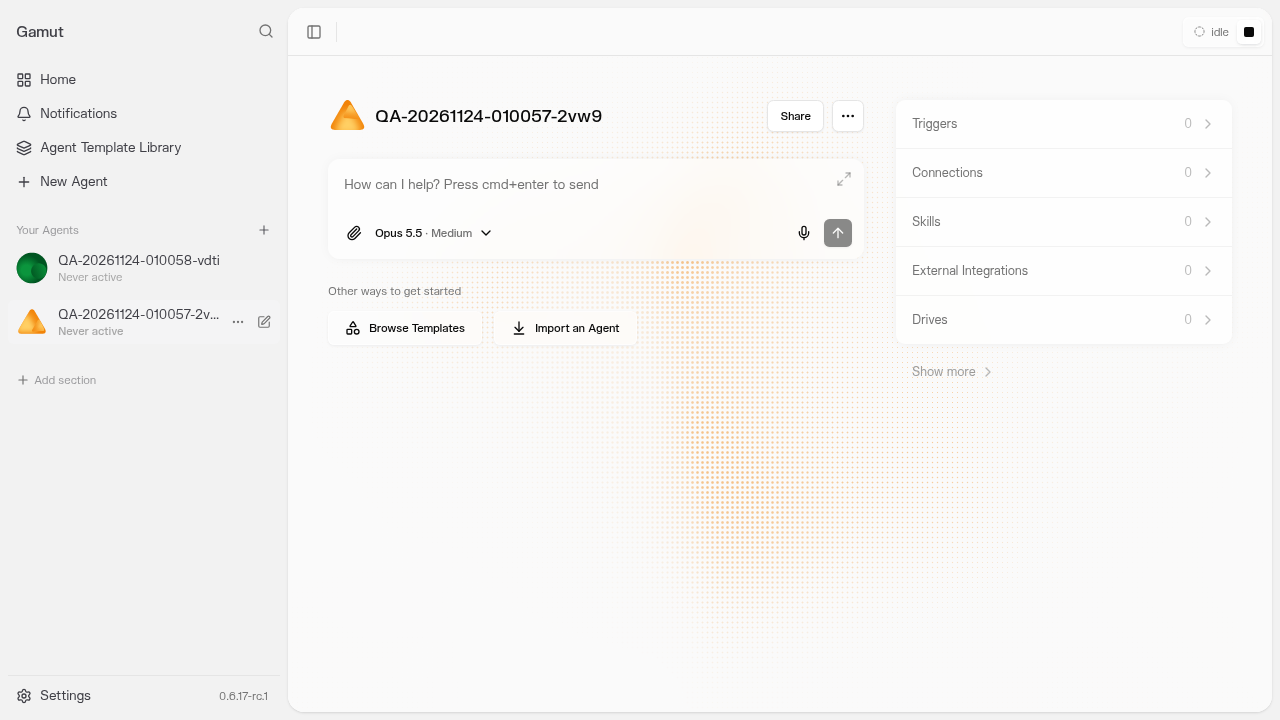 Gamut
Home
Notifications
Agent Template Library
New Agent
Your Agents
QA-20261124-010058-vdti
Never active
QA-20261124-010057-2v...
Never active
Add section
Settings
0.6.17-rc.1
idle
QA-20261124-010057-2vw9
Share
How can I help? Press cmd+enter to send
Opus 5.5 · Medium
Other ways to get started
Browse Templates
Import an Agent
Triggers 0
Connections 0
Skills 0
External Integrations 0
Drives 0
Show more